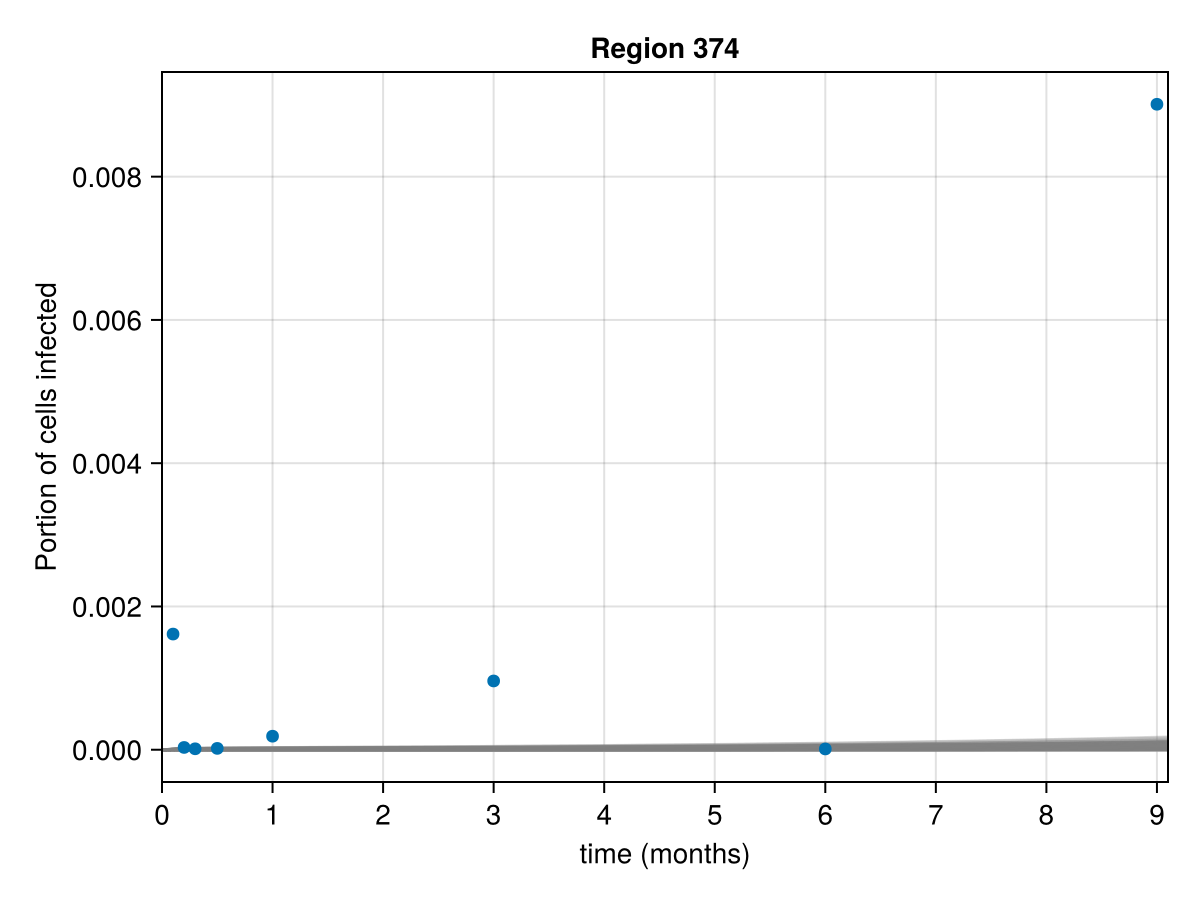 Region 374
Portion of cells infected
0.008
0.006
0.004
0.002
0.000
0 1 2 3 4 5 6 7 8 9
time (months)